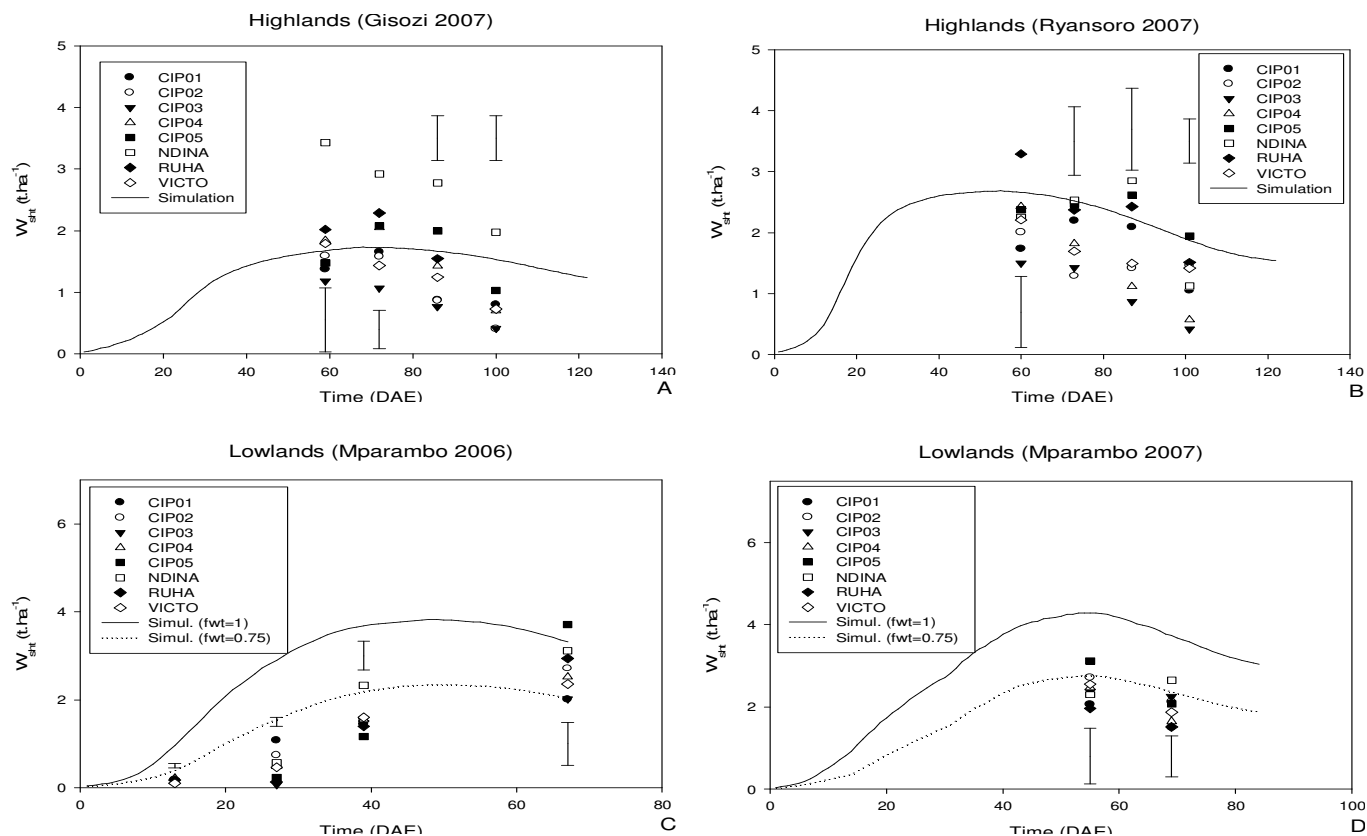 Highlands (Gisozi 2007)
5
4
3
2
1
0
W_sht (t.ha⁻¹)
CIP01
CIP02
CIP03
CIP04
CIP05
NDINA
RUHA
VICTO
Simulation
0 20 40 60 80 100 120 140
Time (DAE)
A
Highlands (Ryansoro 2007)
5
4
3
2
1
0
W_sht (t.ha⁻¹)
CIP01
CIP02
CIP03
CIP04
CIP05
NDINA
RUHA
VICTO
Simulation
0 20 40 60 80 100 120 140
Time (DAE)
B
Lowlands (Mparambo 2006)
6
4
2
0
W_sht (t.ha⁻¹)
CIP01
CIP02
CIP03
CIP04
CIP05
NDINA
RUHA
VICTO
Simul. (fwt=1)
Simul. (fwt=0.75)
0 20 40 60 80
Time (DAE)
C
Lowlands (Mparambo 2007)
6
4
2
0
W_sht (t.ha⁻¹)
CIP01
CIP02
CIP03
CIP04
CIP05
NDINA
RUHA
VICTO
Simul. (fwt=1)
Simul. (fwt=0.75)
0 20 40 60 80 100
Time (DAE)
D